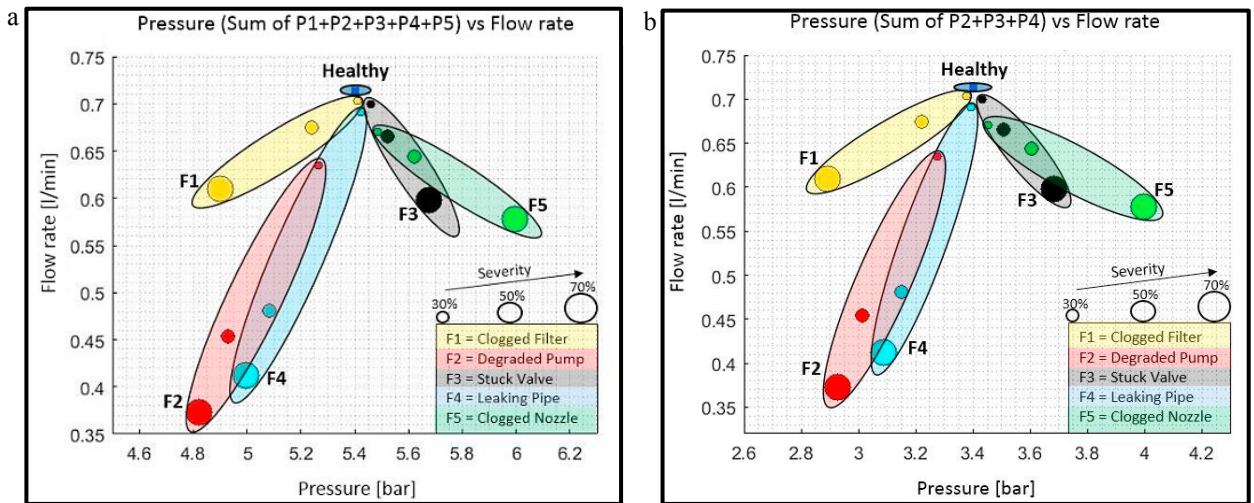 a
Pressure (Sum of P1+P2+P3+P4+P5) vs Flow rate
Healthy
0.75
0.7
0.65
0.6
0.55
0.5
0.45
0.4
0.35
Flow rate [l/min]
F1
F2
F3
F4
F5
Severity
30%
50%
70%
F1 = Clogged Filter
F2 = Degraded Pump
F3 = Stuck Valve
F4 = Leaking Pipe
F5 = Clogged Nozzle
4.6 4.8 5 5.2 5.4 5.6 5.8 6 6.2
Pressure [bar]
b
Pressure (Sum of P2+P3+P4) vs Flow rate
Healthy
0.75
0.7
0.65
0.6
0.55
0.5
0.45
0.4
0.35
Flow rate [l/min]
F1
F2
F3
F4
F5
Severity
30%
50%
70%
F1 = Clogged Filter
F2 = Degraded Pump
F3 = Stuck Valve
F4 = Leaking Pipe
F5 = Clogged Nozzle
2.6 2.8 3 3.2 3.4 3.6 3.8 4 4.2
Pressure [bar]